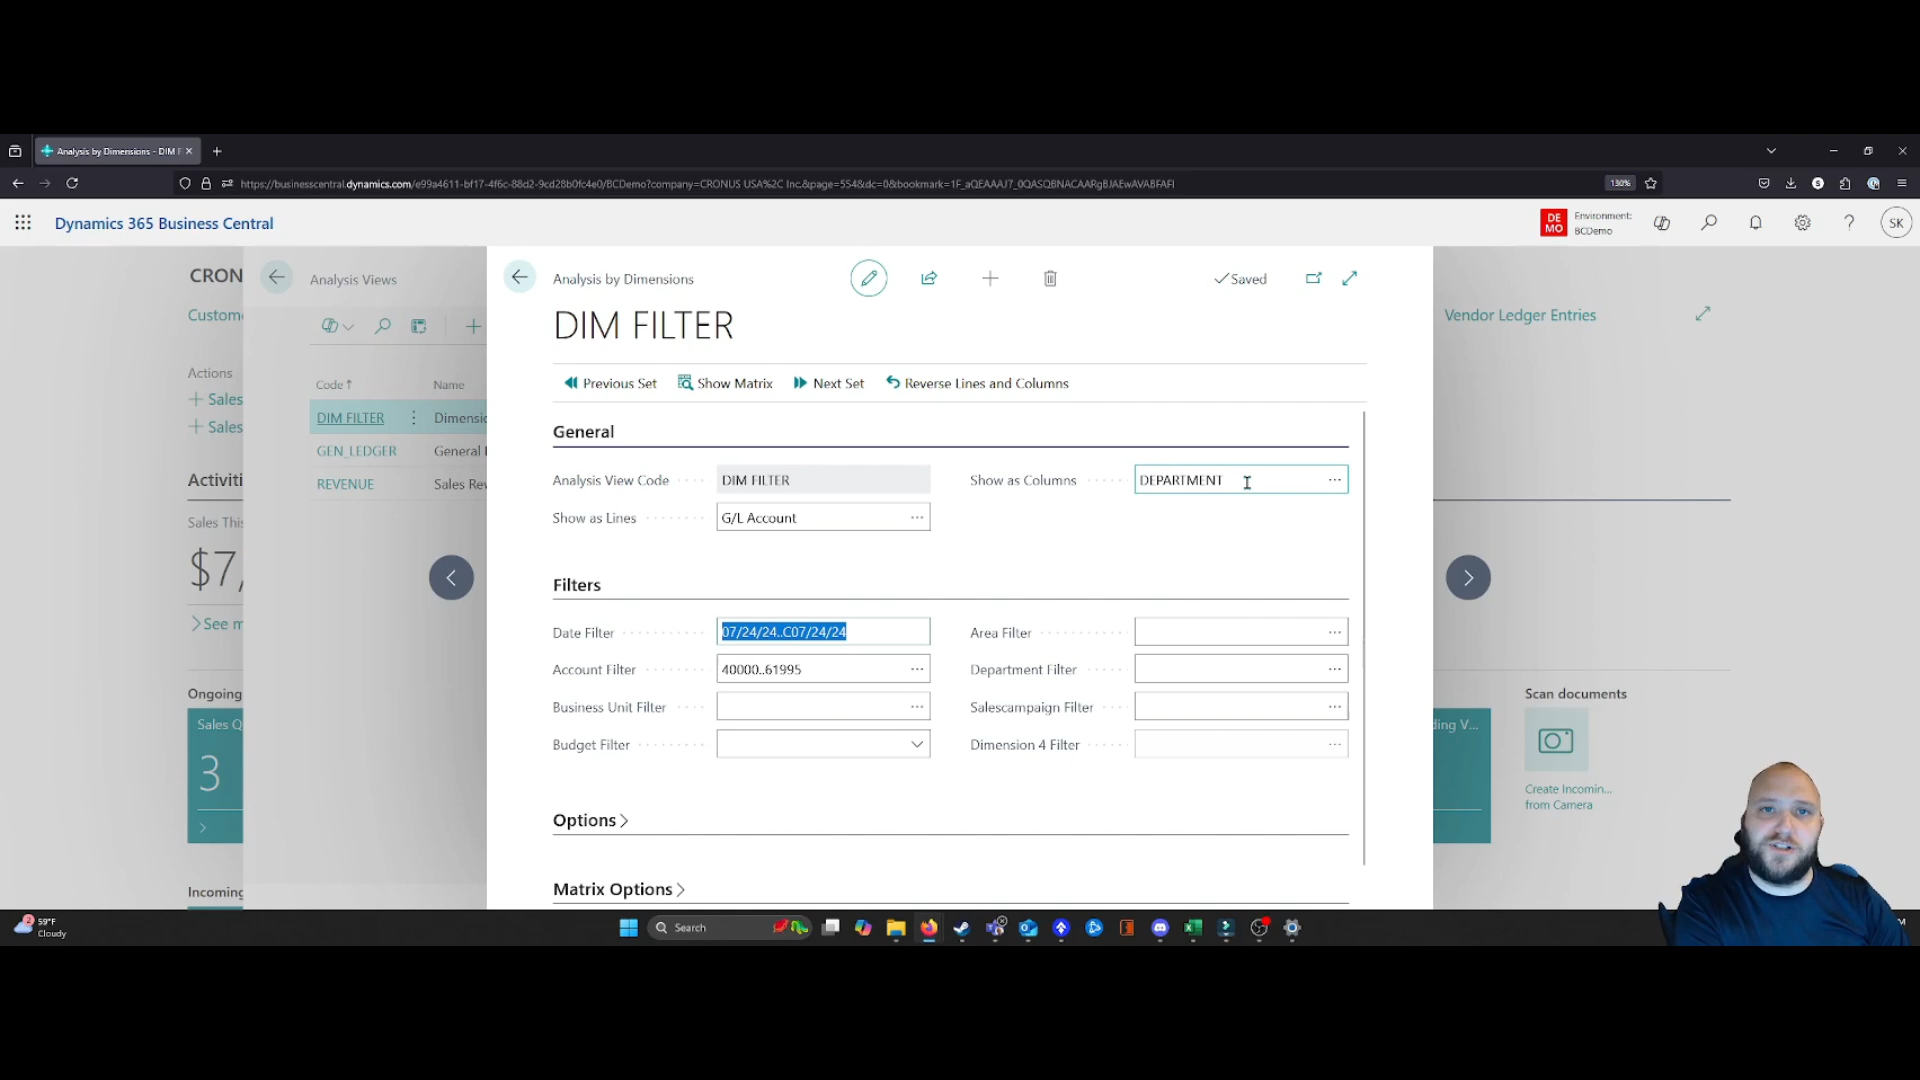 Analysis by Dimensions - DIM F
https://businesscentral.dynamics.com/e99a4611-bf17-4f6c-88d2-9cd28b0fc4e0/BCDemo?company=CRONUS USA%2C Inc.&page=554&dc=0&bookmark=1F_aQEAAAJ7_0QASQBNACAARgBJAEwAVABFAFI
130%
Dynamics 365 Business Central
DE
MO
Environment:
BCDemo
SK
CRON
Analysis Views
Analysis by Dimensions
Saved
Custome
DIM FILTER
Vendor Ledger Entries
Actions
Sales
Sales
Code↑
Name
Previous Set
Show Matrix
Next Set
Reverse Lines and Columns
DIM FILTER
Dimensio
GEN_LEDGER
General
REVENUE
Sales Rev
General
Activiti
Analysis View Code
DIM FILTER
Show as Columns
DEPARTMENT
Show as Lines
G/L Account
Sales This
$7,
See m
Filters
Date Filter
07/24/24..C07/24/24
Area Filter
Account Filter
40000..61995
Department Filter
Business Unit Filter
Salescampaign Filter
Budget Filter
Dimension 4 Filter
Ongoing
Sales Q
3
ding V...
Scan documents
Create Incomin...
from Camera
Options
Matrix Options
Incoming
59°F
Cloudy
Search